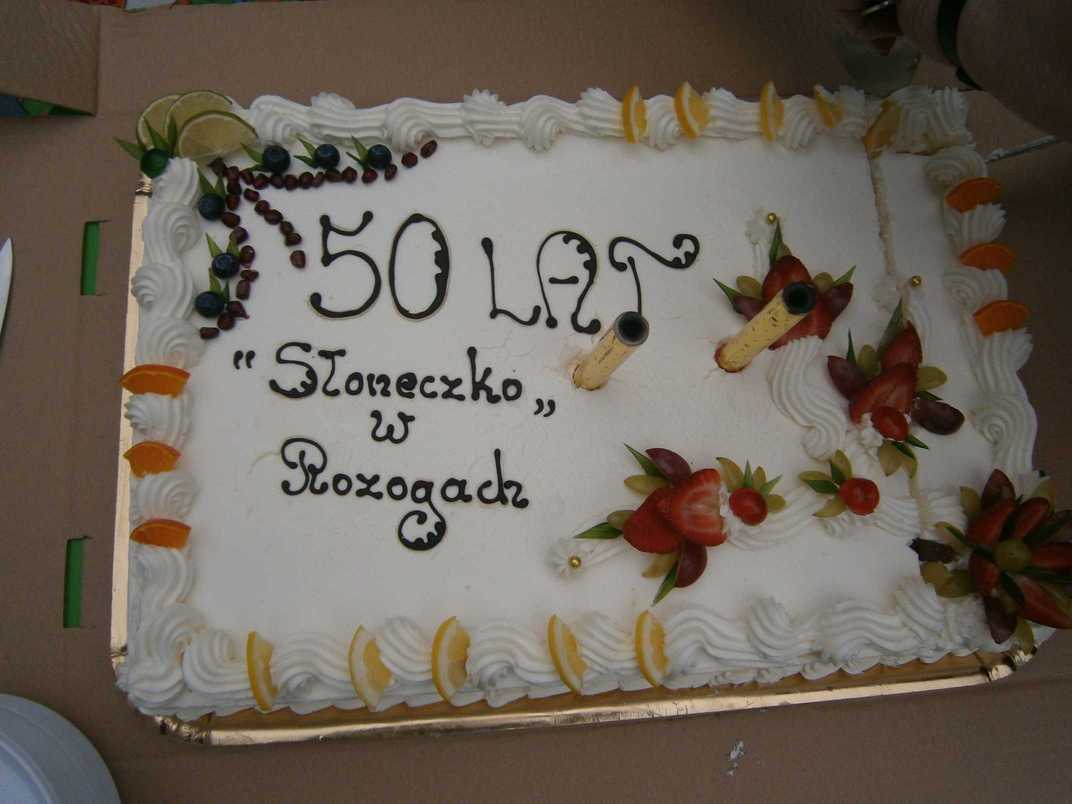 50 LAT
"Słoneczko„
w
Rozogach